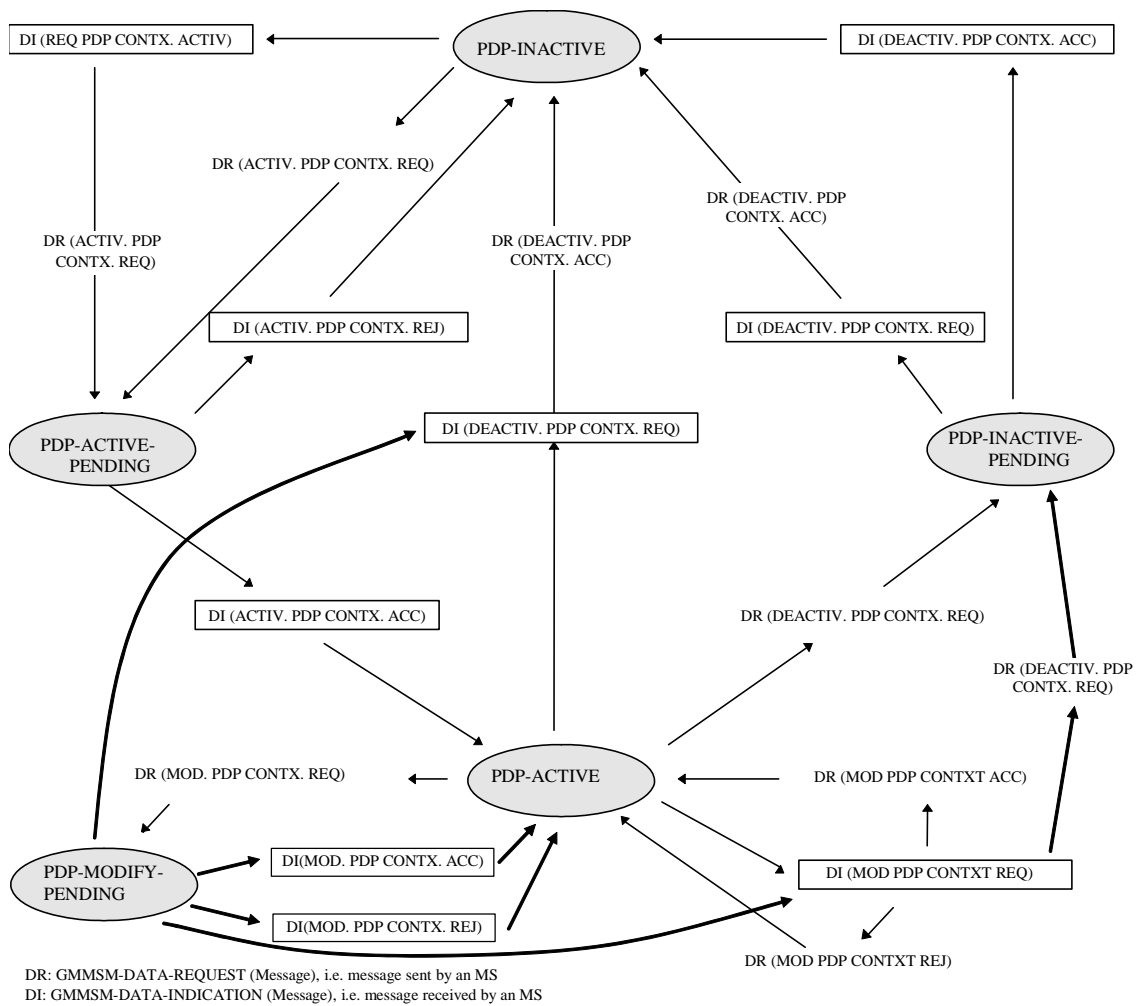 DI (REQ PDP CONTX. ACTIV)
PDP-INACTIVE
DI (DEACTIV. PDP CONTX. ACC)
DR (ACTIV. PDP CONTX. REQ)
DR (DEACTIV. PDP
CONTX. ACC)
DR (ACTIV. PDP
CONTX. REQ)
DR (DEACTIV. PDP
CONTX. ACC)
DI (ACTIV. PDP CONTX. REJ)
DI (DEACTIV. PDP CONTX. REQ)
PDP-ACTIVE-
PENDING
DI (DEACTIV. PDP CONTX. REQ)
PDP-INACTIVE-
PENDING
DI (ACTIV. PDP CONTX. ACC)
DR (DEACTIV. PDP CONTX. REQ)
DR (DEACTIV. PDP
CONTX. REQ)
DR (MOD. PDP CONTX. REQ)
PDP-ACTIVE
DR (MOD PDP CONTXT ACC)
PDP-MODIFY-
PENDING
DI(MOD. PDP CONTX. ACC)
DI (MOD PDP CONTXT REQ)
DI(MOD. PDP CONTX. REJ)
DR (MOD PDP CONTXT REJ)
DR: GMMSM-DATA-REQUEST (Message), i.e. message sent by an MS
DI: GMMSM-DATA-INDICATION (Message), i.e. message received by an MS